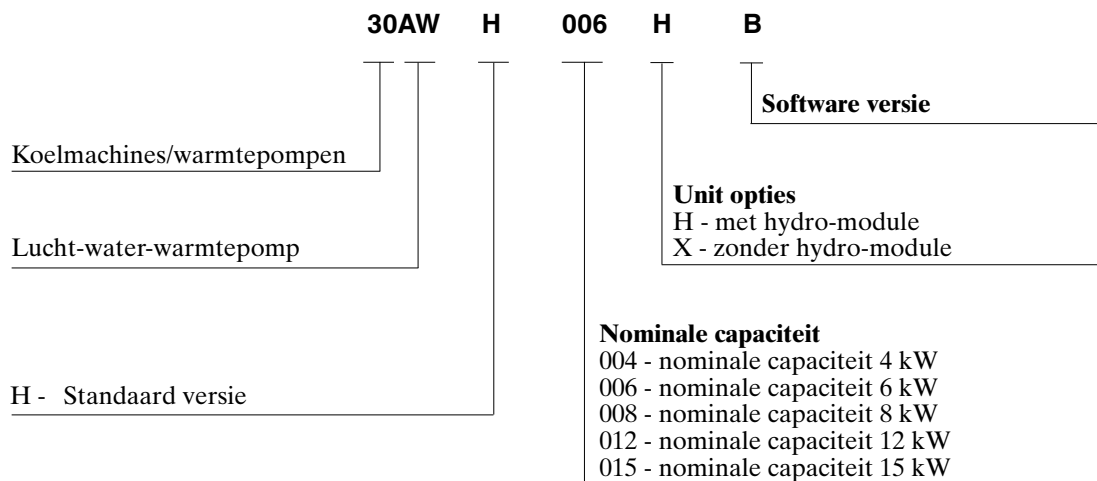 30AW H 006 H B
Software versie
Koelmachines/warmtepompen
Unit opties
H - met hydro-module
X - zonder hydro-module
Lucht-water-warmtepomp
Nominale capaciteit
004 - nominale capaciteit 4 kW
006 - nominale capaciteit 6 kW
008 - nominale capaciteit 8 kW
012 - nominale capaciteit 12 kW
015 - nominale capaciteit 15 kW
H - Standaard versie